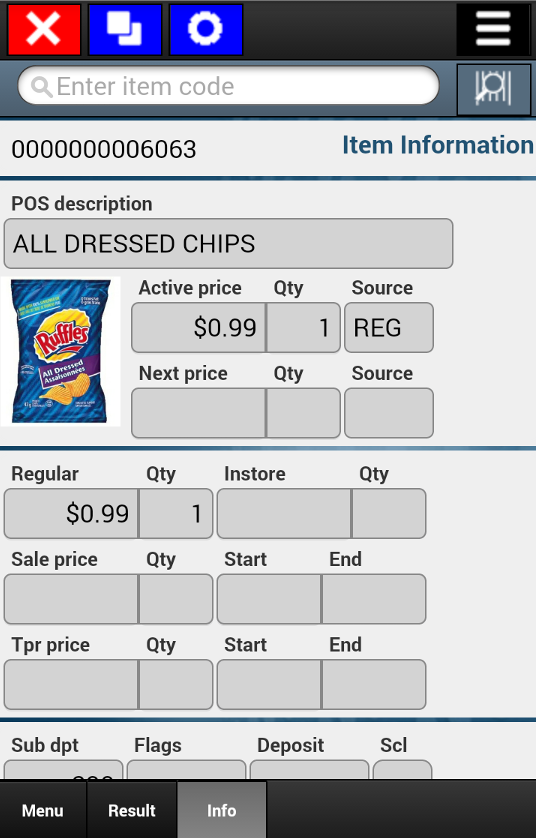 Enter item code
0000000006063 Item Information
POS description
ALL DRESSED CHIPS
Active price Qty Source
$0.99 1 REG
Next price Qty Source
Ruffles
All Dressed
Assaisonnées
Regular Qty Instore Qty
$0.99 1
Sale price Qty Start End
Tpr price Qty Start End
Sub dpt Flags Deposit Scl
Menu Result Info